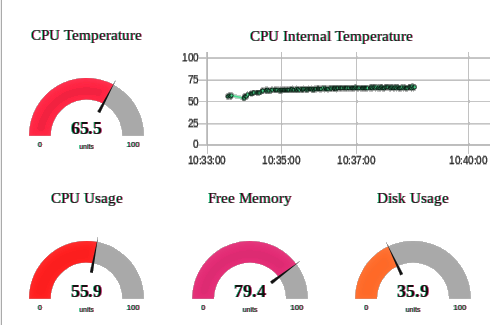 CPU Temperature
65.5
0 units 100
CPU Internal Temperature
100
75
50
25
0
10:33:00 10:35:00 10:37:00 10:40:00
CPU Usage
55.9
0 units 100
Free Memory
79.4
0 units 100
Disk Usage
35.9
0 units 100